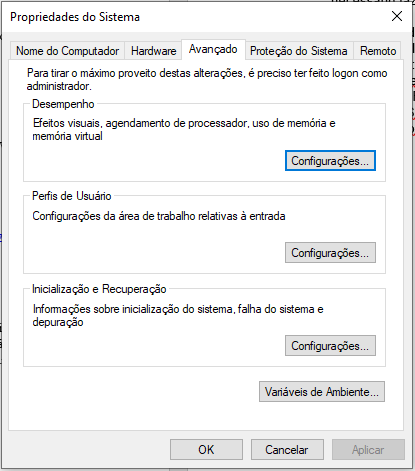 Propriedades do Sistema
Nome do Computador Hardware Avançado Proteção do Sistema Remoto
Para tirar o máximo proveito destas alterações, é preciso ter feito logon como
administrador.
Desempenho
Efeitos visuais, agendamento de processador, uso de memória e
memória virtual
Configurações...
Perfis de Usuário
Configurações da área de trabalho relativas à entrada
Configurações...
Inicialização e Recuperação
Informações sobre inicialização do sistema, falha do sistema e
depuração
Configurações...
Variáveis de Ambiente...
OK Cancelar Aplicar